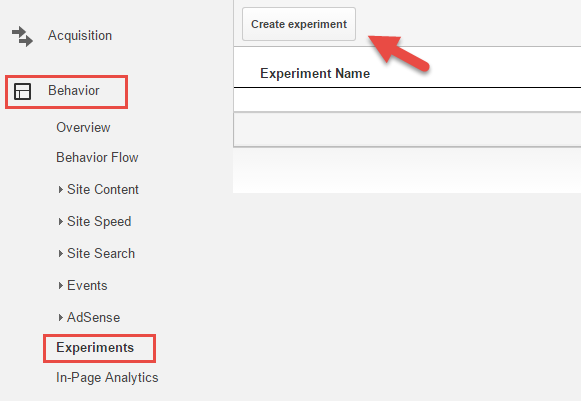 Acquisition
Behavior
Overview
Behavior Flow
Site Content
Site Speed
Site Search
Events
AdSense
Experiments
In-Page Analytics
Create experiment
Experiment Name